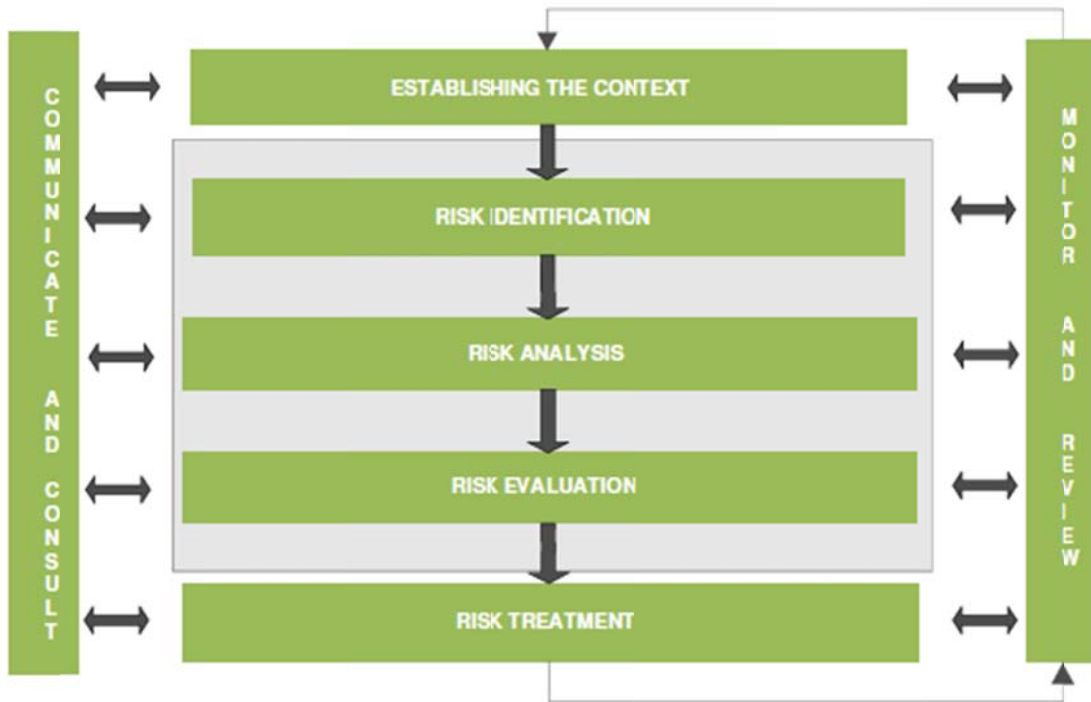 COMMUNICATE AND CONSULT
ESTABLISHING THE CONTEXT
RISK IDENTIFICATION
RISK ANALYSIS
RISK EVALUATION
RISK TREATMENT
MONITOR AND REVIEW